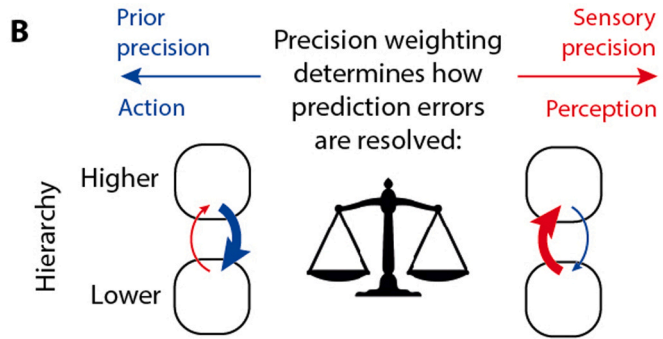 B
Prior
precision
Action
Precision weighting
determines how
prediction errors
are resolved:
Sensory
precision
Perception
Hierarchy
Higher
Lower